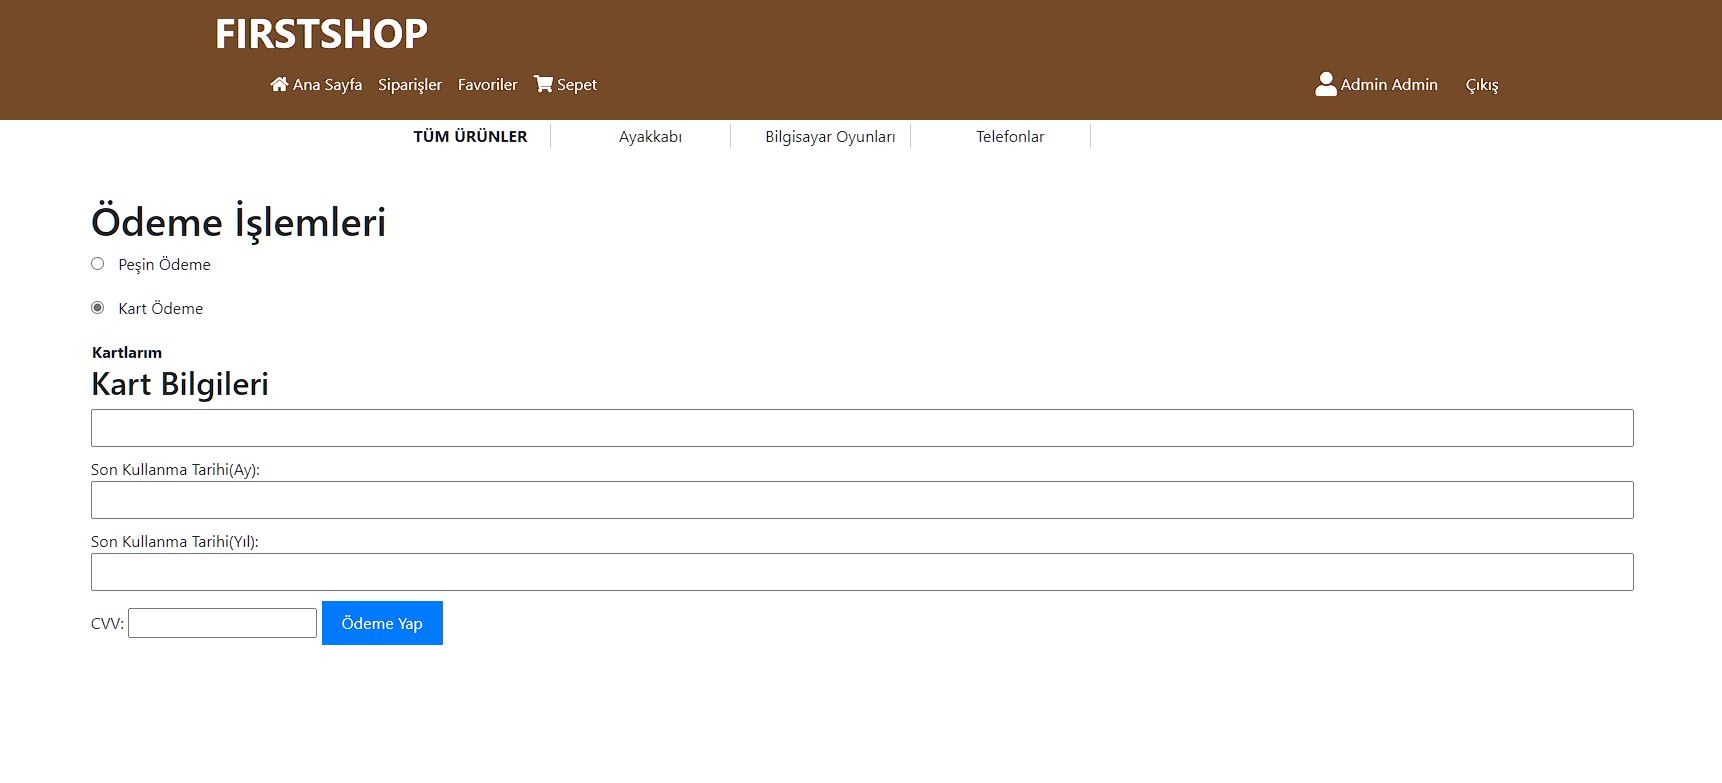 FIRSTSHOP
Ana Sayfa Siparişler Favoriler Sepet Admin Admin Çıkış
TÜM ÜRÜNLER Ayakkabı Bilgisayar Oyunları Telefonlar
Ödeme İşlemleri
Peşin Ödeme
Kart Ödeme
Kartlarım
Kart Bilgileri
Son Kullanma Tarihi(Ay):
Son Kullanma Tarihi(Yıl):
CVV: Ödeme Yap